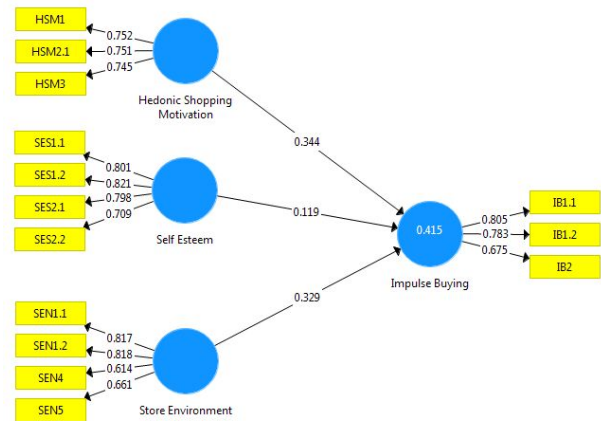 HSM1
HSM2.1
HSM3
0.752
0.751
0.745
Hedonic Shopping
Motivation
0.344
SES1.1
SES1.2
SES2.1
SES2.2
0.801
0.821
0.798
0.709
Self Esteem
0.119
0.415
Impulse Buying
0.805
0.783
0.675
IB1.1
IB1.2
IB2
0.329
SEN1.1
SEN1.2
SEN4
SEN5
0.817
0.818
0.614
0.661
Store Environment